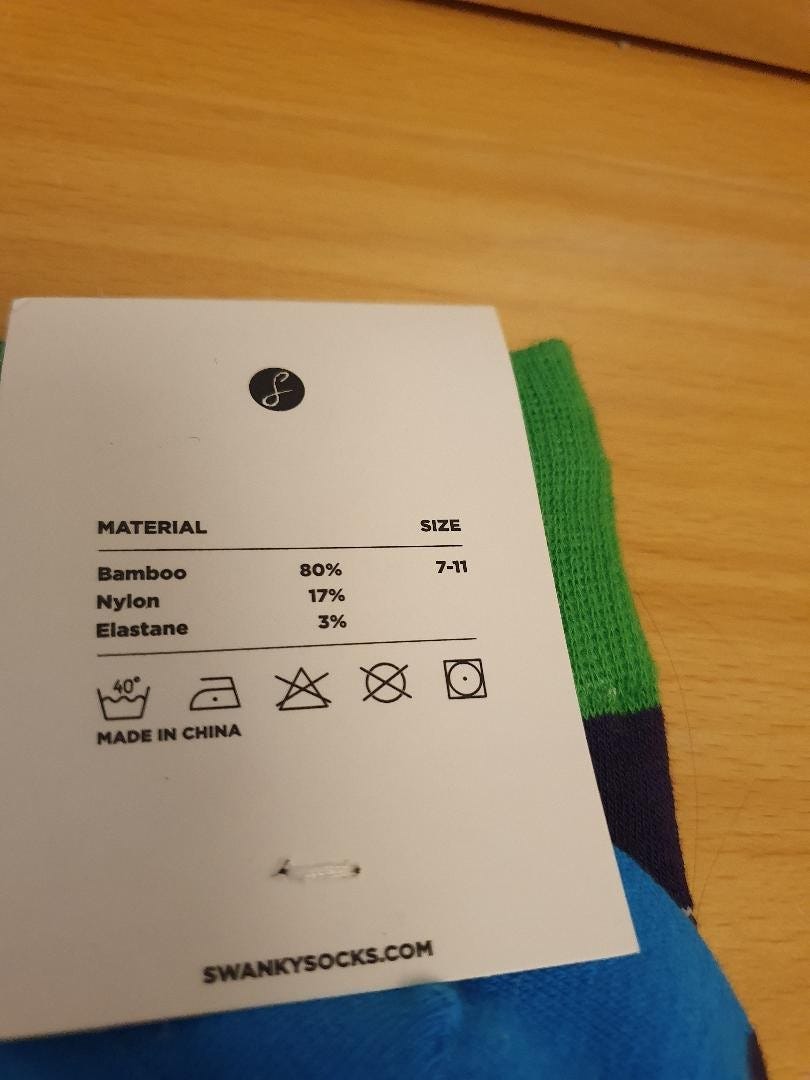 MATERIAL SIZE
Bamboo 80% 7-11
Nylon 17%
Elastane 3%
40°
MADE IN CHINA
SWANKYSOCKS.COM